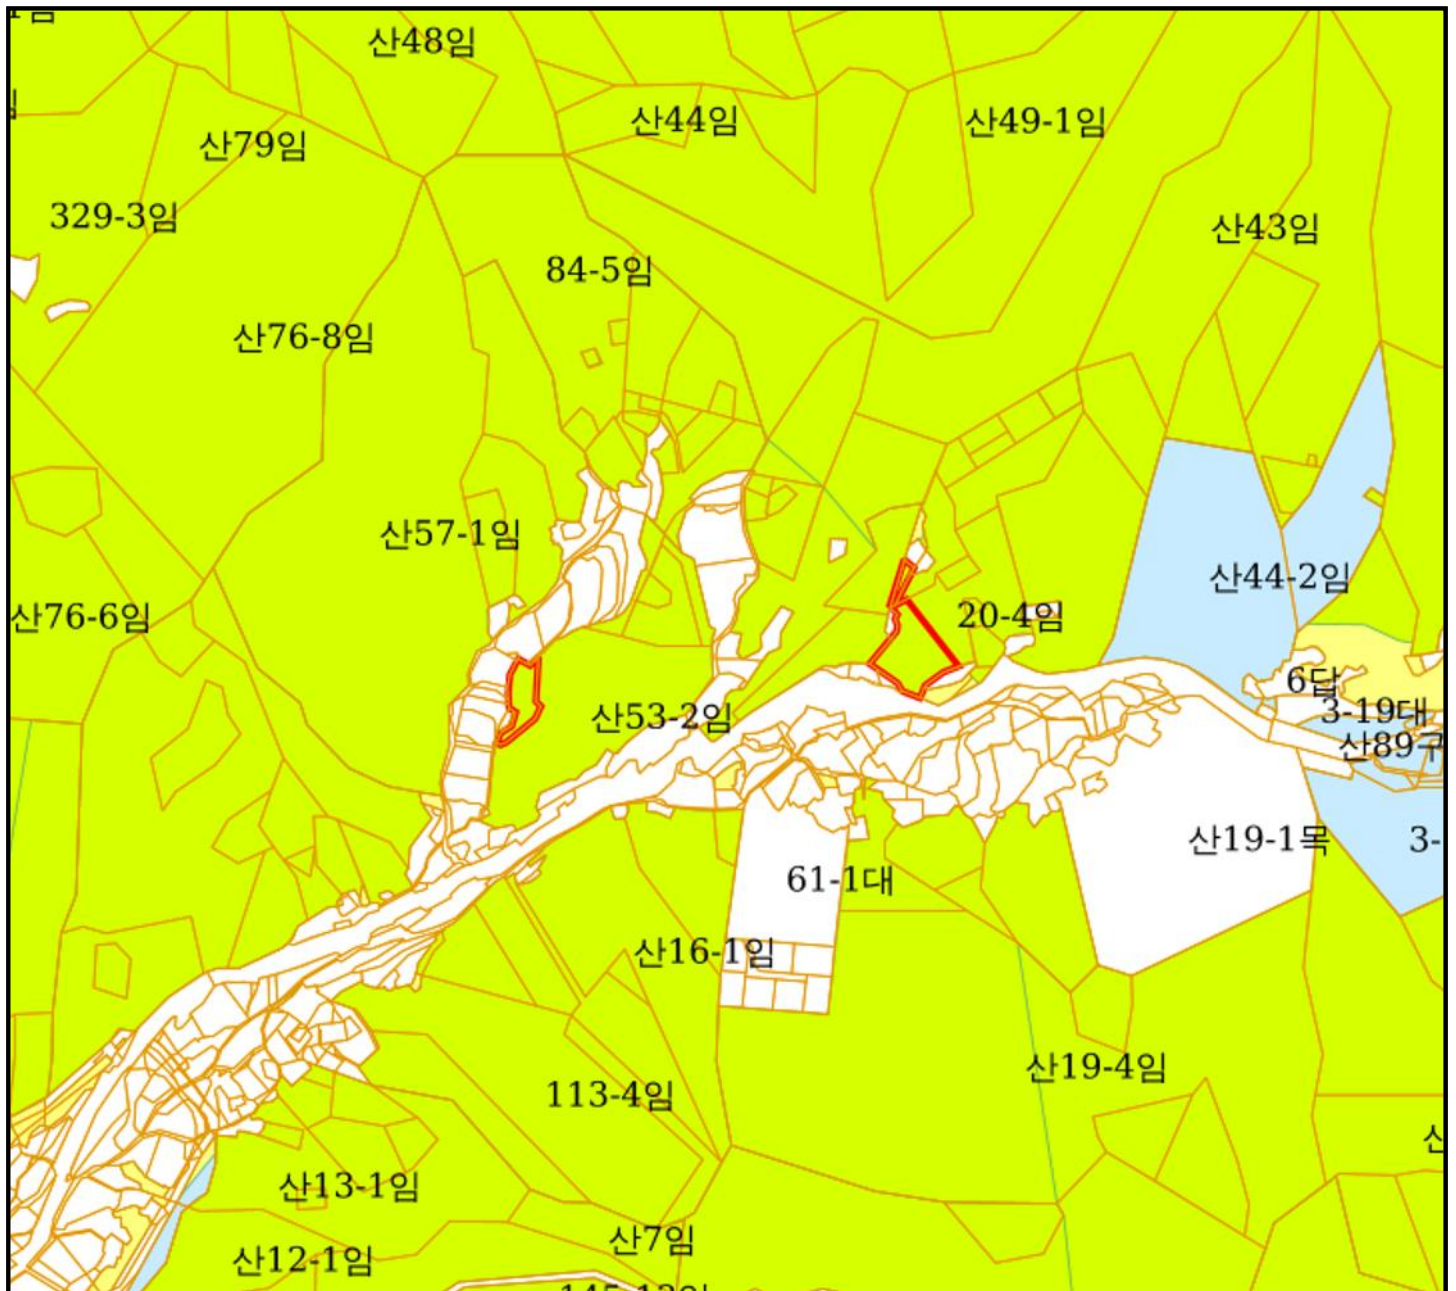 산48임
산44임
산49-1임
산79임
329-3임
산43임
84-5임
산76-8임
산57-1임
산44-2임
산76-6임
20-4임
6답
산53-2임
3-19대
산89구
산19-1목
3-
61-1대
산16-1임
산19-4임
113-4임
산13-1임
산7임
산12-1임